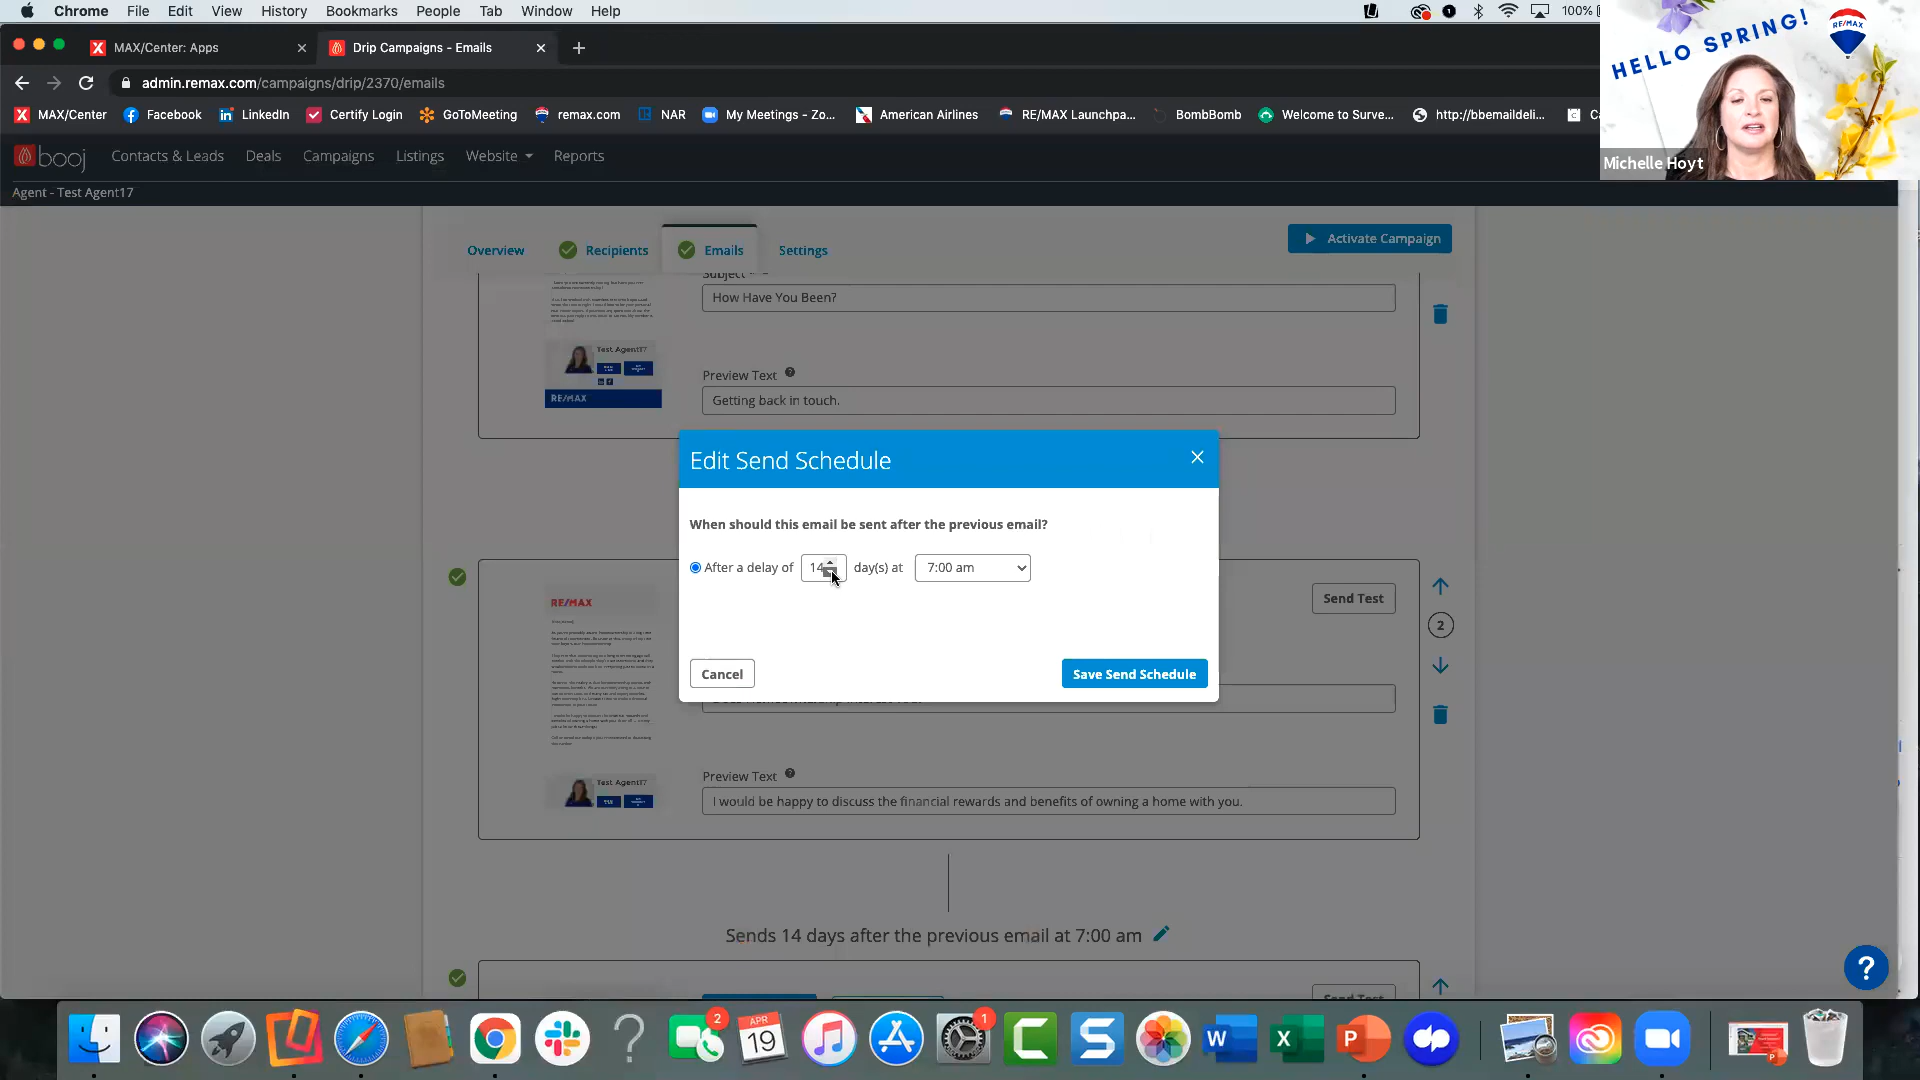 Chrome File Edit View History Bookmarks People Tab Window Help 100%
MAX/Center: Apps Drip Campaigns - Emails
admin.remax.com/campaigns/drip/2370/emails
MAX/Center Facebook LinkedIn Certify Login GoToMeeting remax.com NAR My Meetings - Zo... American Airlines RE/MAX Launchpa... BombBomb Welcome to Surve... http://bbemaildeli...
HELLO SPRING!
RE/MAX
Michelle Hoyt
booj Contacts & Leads Deals Campaigns Listings Website Reports
Agent - Test Agent17
Overview Recipients Emails Settings Activate Campaign
Subject
How Have You Been?
Test Agent17
RE/MAX
Preview Text
Getting back in touch.
Edit Send Schedule
When should this email be sent after the previous email?
After a delay of 14 day(s) at 7:00 am
Cancel Save Send Schedule
RE/MAX
Send Test
2
Test Agent17
Preview Text
I would be happy to discuss the financial rewards and benefits of owning a home with you.
Sends 14 days after the previous email at 7:00 am
Send Test
?
2
APR
19
1
W
X
P
C
S